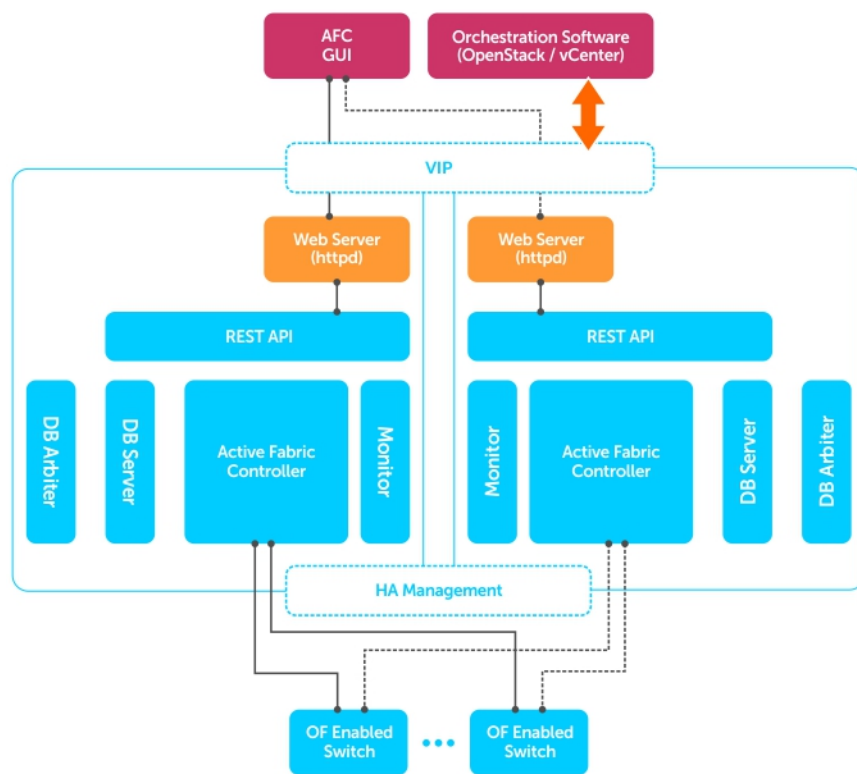 AFC
GUI
Orchestration Software
(OpenStack / vCenter)
VIP
Web Server
(httpd)
Web Server
(httpd)
REST API
REST API
DB Arbiter
DB Server
Active Fabric
Controller
Monitor
Monitor
Active Fabric
Controller
DB Server
DB Arbiter
HA Management
OF Enabled
Switch
OF Enabled
Switch